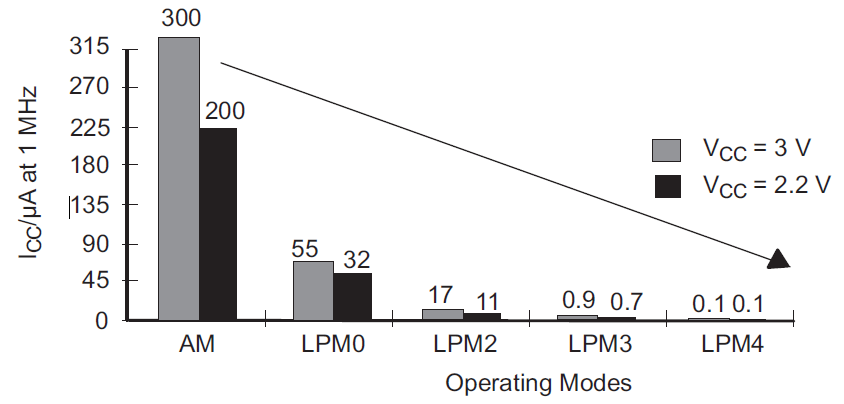 300
315
270
200
225
180
135
90
45
0
ICC/µA at 1 MHz
VCC = 3 V
VCC = 2.2 V
55
32
17
11
0.9
0.7
0.1
0.1
AM
LPM0
LPM2
LPM3
LPM4
Operating Modes